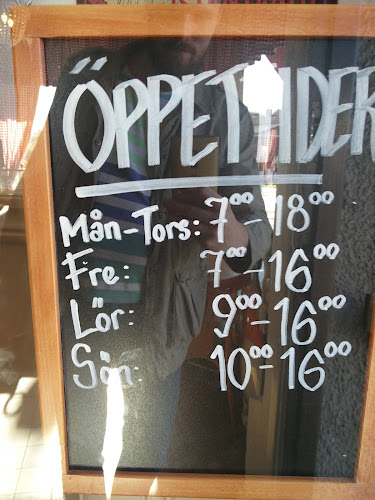 ÖPPETTIDER
Mån-Tors: 7⁰⁰-18⁰⁰
Fre: 7⁰⁰-16⁰⁰
Lör: 9⁰⁰-16⁰⁰
Sön: 10⁰⁰-16⁰⁰